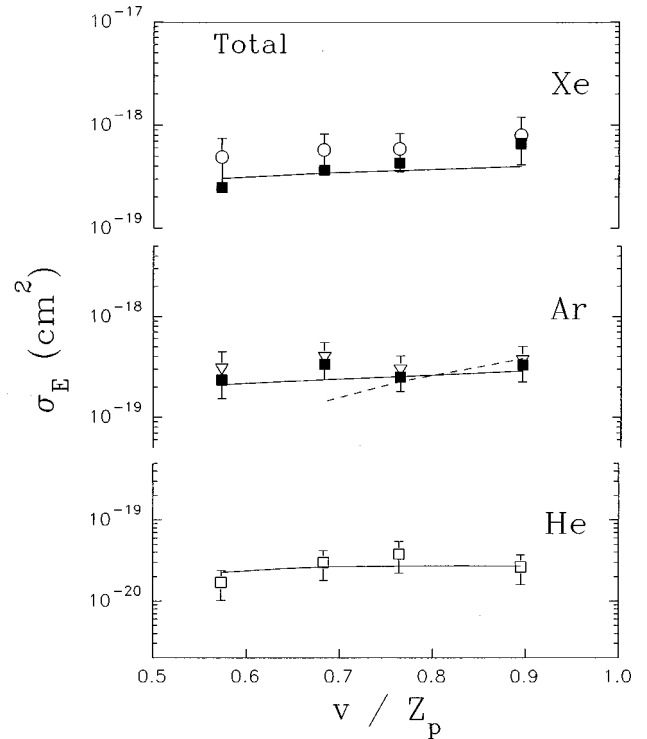 Total
Xe
10^-17
10^-18
10^-19
Ar
10^-18
10^-19
He
10^-19
10^-20
σ_E (cm^2)
0.5 0.6 0.7 0.8 0.9 1.0
v / Z_p